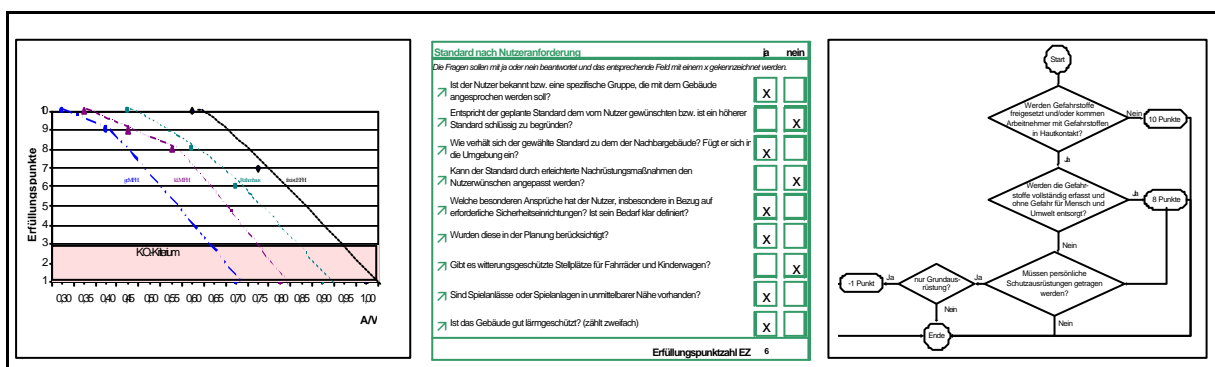 Erfüllungspunkte
10
9
8
7
6
5
4
3
2
1
KO-Kriterium
0,30 0,35 0,40 0,45 0,50 0,55 0,60 0,65 0,70 0,75 0,80 0,85 0,90 0,95 1,00
A/V
Standard nach Nutzeranforderung ja nein
Die Fragen sollen mit ja oder nein beantwortet und das entsprechende Feld mit einem x gekennzeichnet werden.
Ist der Nutzer bekannt bzw. eine spezifische Gruppe, die mit dem Gebäude
angesprochen werden soll? x
Entspricht der geplante Standard dem vom Nutzer gewünschten bzw. ist ein höherer
Standard schlüssig zu begründen? x
Wie verhält sich der gewählte Standard zu dem der Nachbargebäude? Fügt er sich in
die Umgebung ein? x
Kann der Standard durch erleichterte Nachrüstungsmaßnahmen den
Nutzerwünschen angepasst werden? x
Welche besonderen Ansprüche hat der Nutzer, insbesondere in Bezug auf
erforderliche Sicherheitseinrichtungen? Ist sein Bedarf klar definiert? x
Wurden diese in der Planung berücksichtigt? x
Gibt es witterungsgeschützte Stellplätze für Fahrräder und Kinderwagen? x
Sind Spielanlässe oder Spielanlagen in unmittelbarer Nähe vorhanden? x
Ist das Gebäude gut lärmgeschützt? (zählt zweifach) x
Erfüllungspunktzahl EZ 6
Start
Werden Gefahrstoffe
freigesetzt und/oder kommen
Arbeitnehmer mit Gefahrstoffen
in Hautkontakt?
Nein
10 Punkte
Ja
Werden die Gefahr-
stoffe vollständig erfasst und
ohne Gefahr für Mensch und
Umwelt entsorgt?
Ja
8 Punkte
Nein
Müssen persönliche
Schutzausrüstungen getragen
werden?
Ja
nur Grundaus-
rüstung?
Ja
-1 Punkt
Nein
Nein
Ende